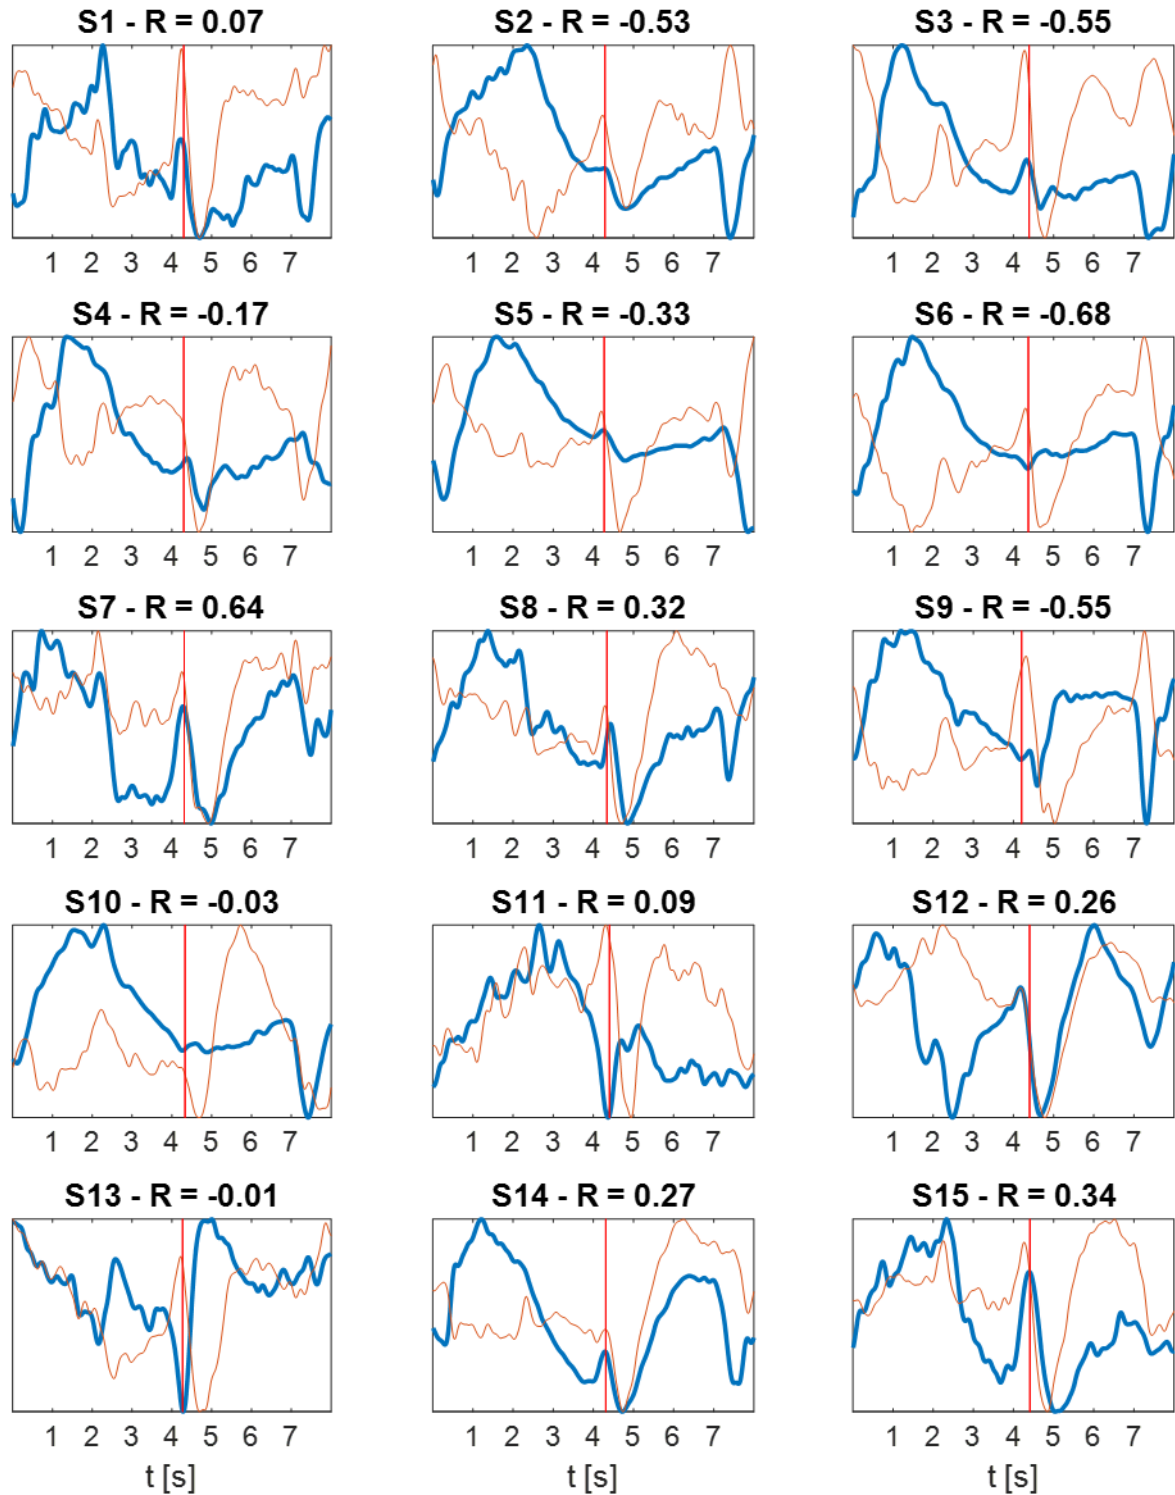 S1 - R = 0.07
S2 - R = -0.53
S3 - R = -0.55
1 2 3 4 5 6 7
1 2 3 4 5 6 7
1 2 3 4 5 6 7
S4 - R = -0.17
S5 - R = -0.33
S6 - R = -0.68
1 2 3 4 5 6 7
1 2 3 4 5 6 7
1 2 3 4 5 6 7
S7 - R = 0.64
S8 - R = 0.32
S9 - R = -0.55
1 2 3 4 5 6 7
1 2 3 4 5 6 7
1 2 3 4 5 6 7
S10 - R = -0.03
S11 - R = 0.09
S12 - R = 0.26
1 2 3 4 5 6 7
1 2 3 4 5 6 7
1 2 3 4 5 6 7
S13 - R = -0.01
S14 - R = 0.27
S15 - R = 0.34
1 2 3 4 5 6 7
1 2 3 4 5 6 7
1 2 3 4 5 6 7
t [s]
t [s]
t [s]